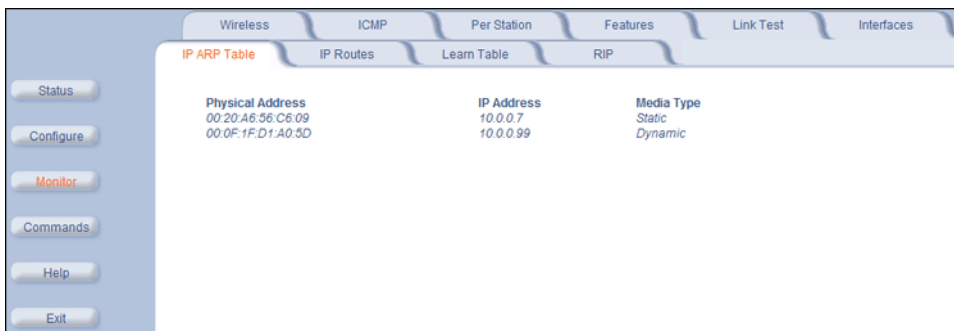 Wireless ICMP Per Station Features Link Test Interfaces
IP ARP Table IP Routes Learn Table RIP
Status
Configure
Monitor
Commands
Help
Exit
Physical Address IP Address Media Type
00:20:A6:56:C6:09 10.0.0.7 Static
00:0F:1F:D1:A0:5D 10.0.0.99 Dynamic